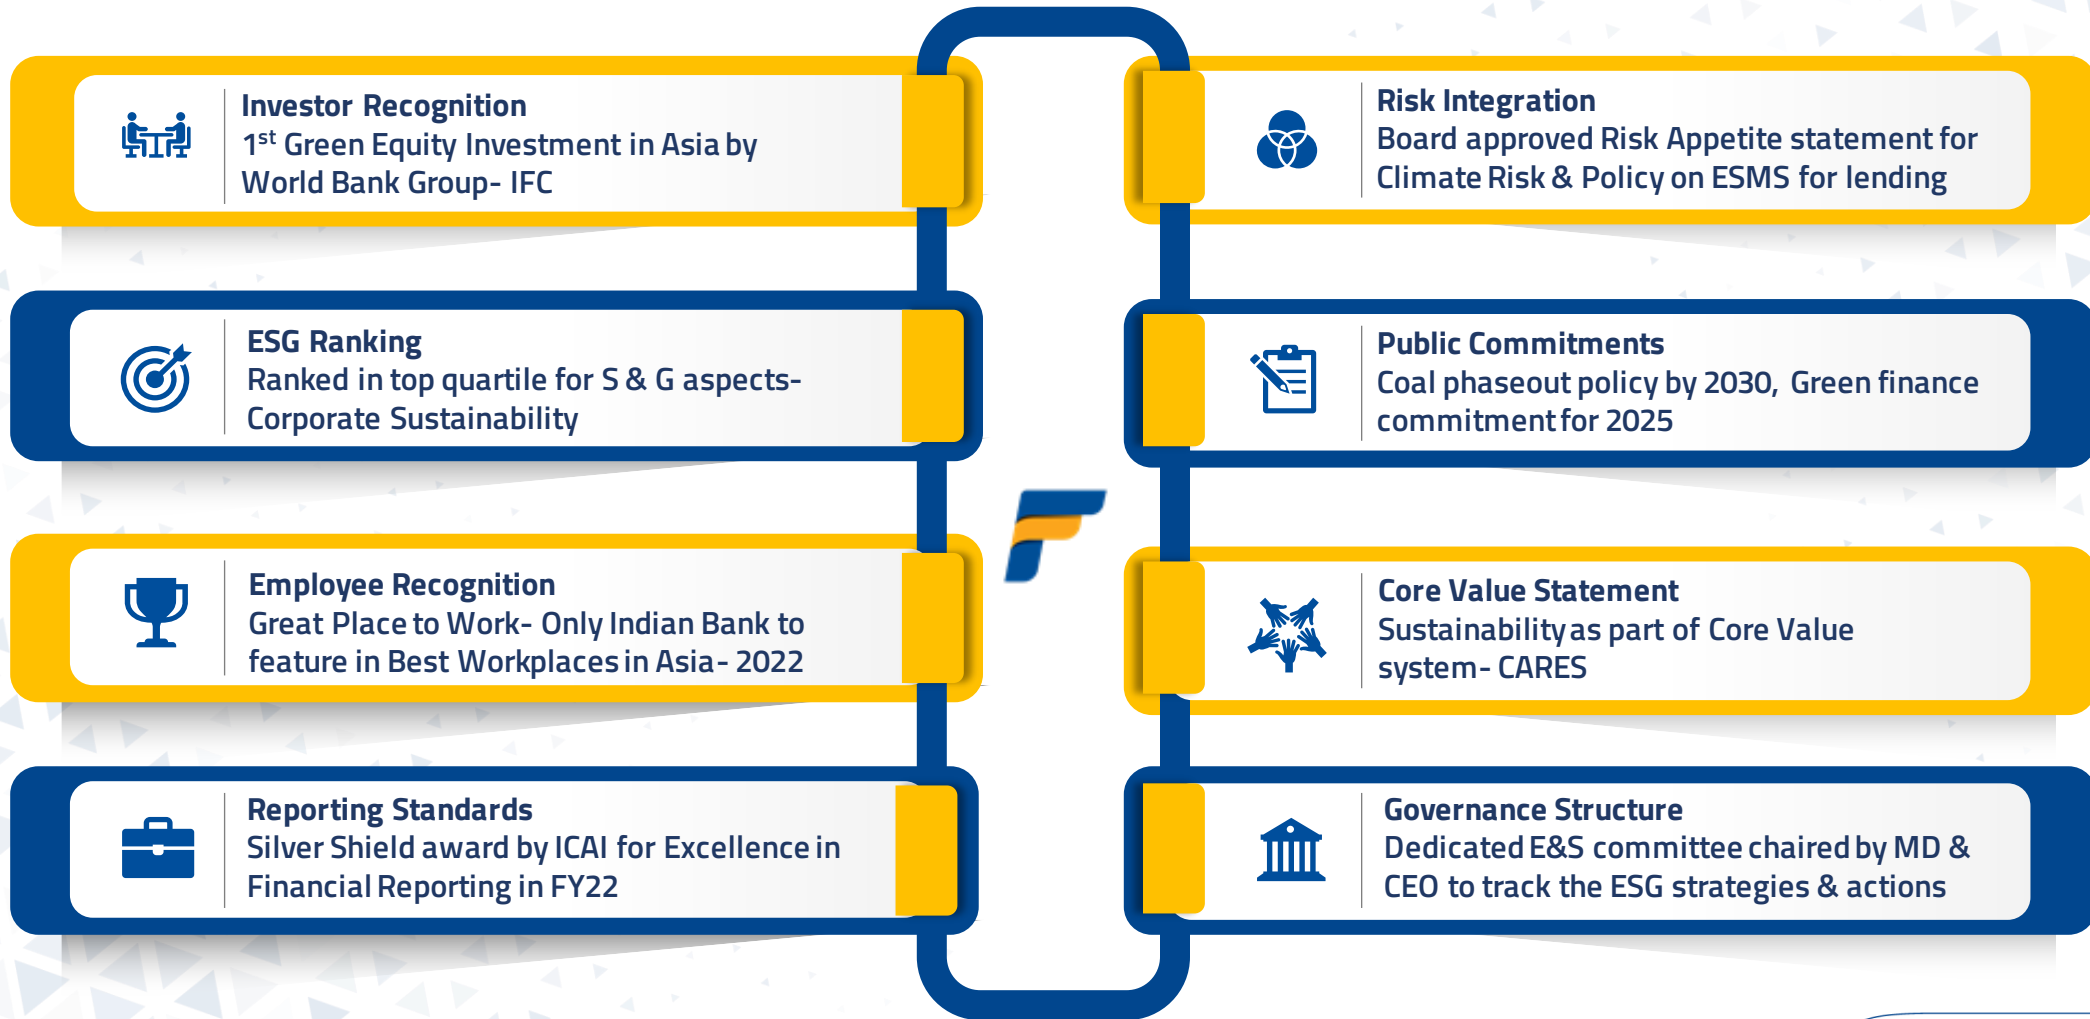 Investor Recognition
1st Green Equity Investment in Asia by
World Bank Group- IFC
ESG Ranking
Ranked in top quartile for S & G aspects-
Corporate Sustainability
Employee Recognition
Great Place to Work- Only Indian Bank to
feature in Best Workplaces in Asia- 2022
Reporting Standards
Silver Shield award by ICAI for Excellence in
Financial Reporting in FY22
Risk Integration
Board approved Risk Appetite statement for
Climate Risk & Policy on ESMS for lending
Public Commitments
Coal phaseout policy by 2030, Green finance
commitment for 2025
Core Value Statement
Sustainability as part of Core Value
system- CARES
Governance Structure
Dedicated E&S committee chaired by MD &
CEO to track the ESG strategies & actions